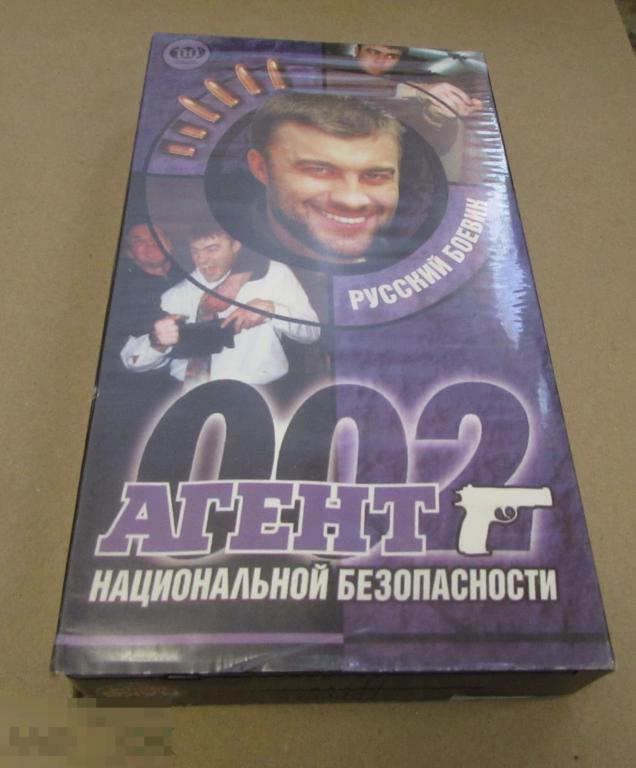 РУССКИЙ БОЕВИК
002
АГЕНТ
НАЦИОНАЛЬНОЙ БЕЗОПАСНОСТИ